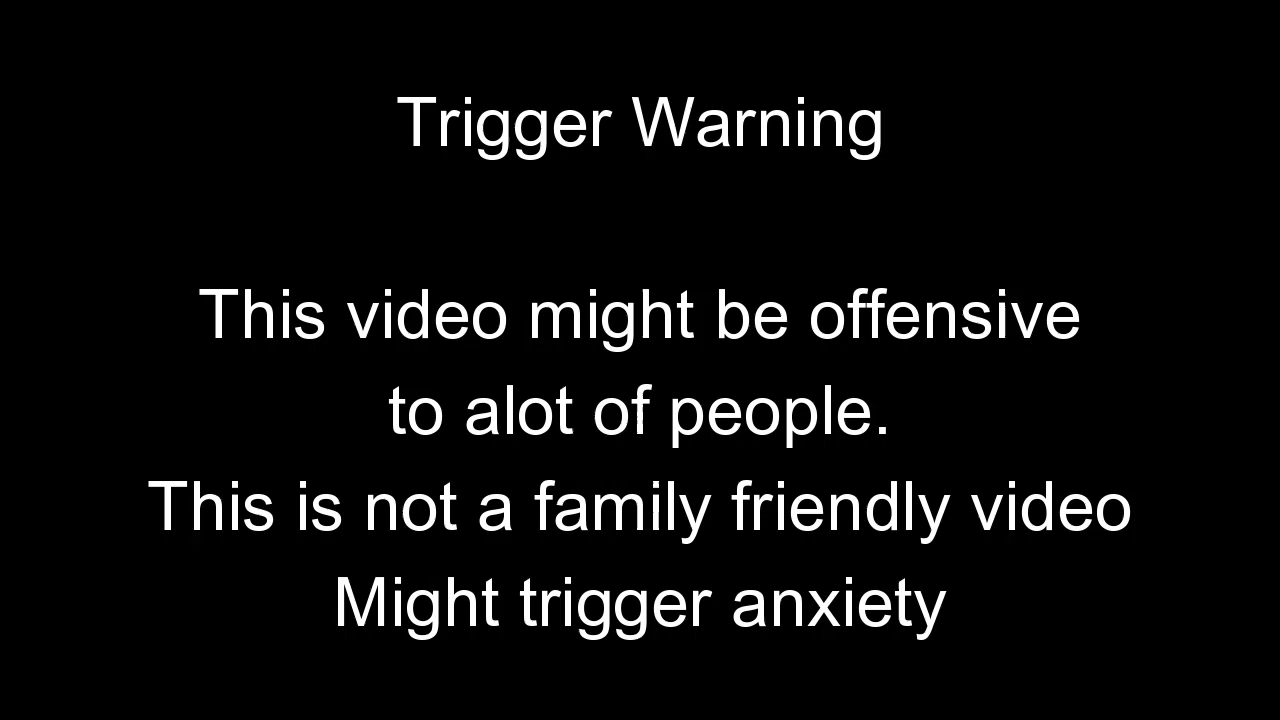 Trigger Warning
This video might be offensive
to alot of people.
This is not a family friendly video
Might trigger anxiety